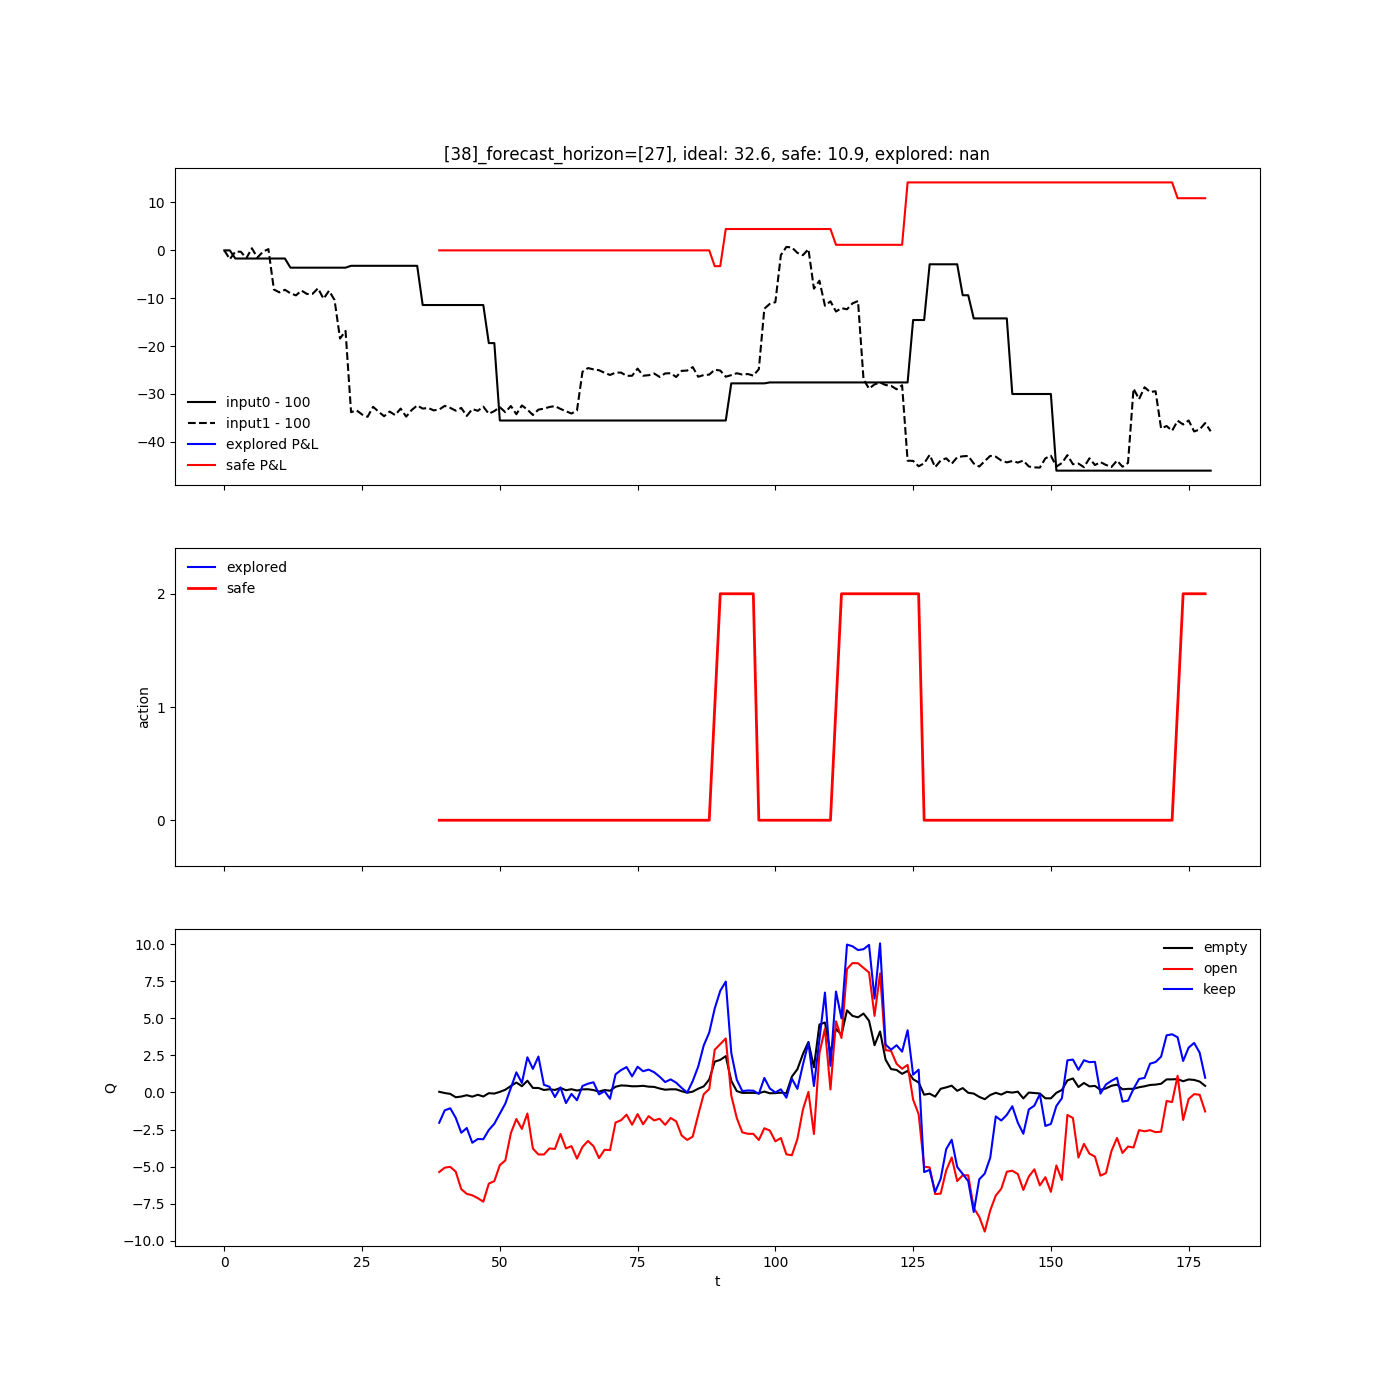 [38]_forecast_horizon=[27], ideal: 32.6, safe: 10.9, explored: nan
10
0
−10
−20
−30
−40
input0 - 100
input1 - 100
explored P&L
safe P&L
2
1
0
action
explored
safe
10.0
7.5
5.0
2.5
0.0
−2.5
−5.0
−7.5
−10.0
Q
empty
open
keep
0 25 50 75 100 125 150 175
t